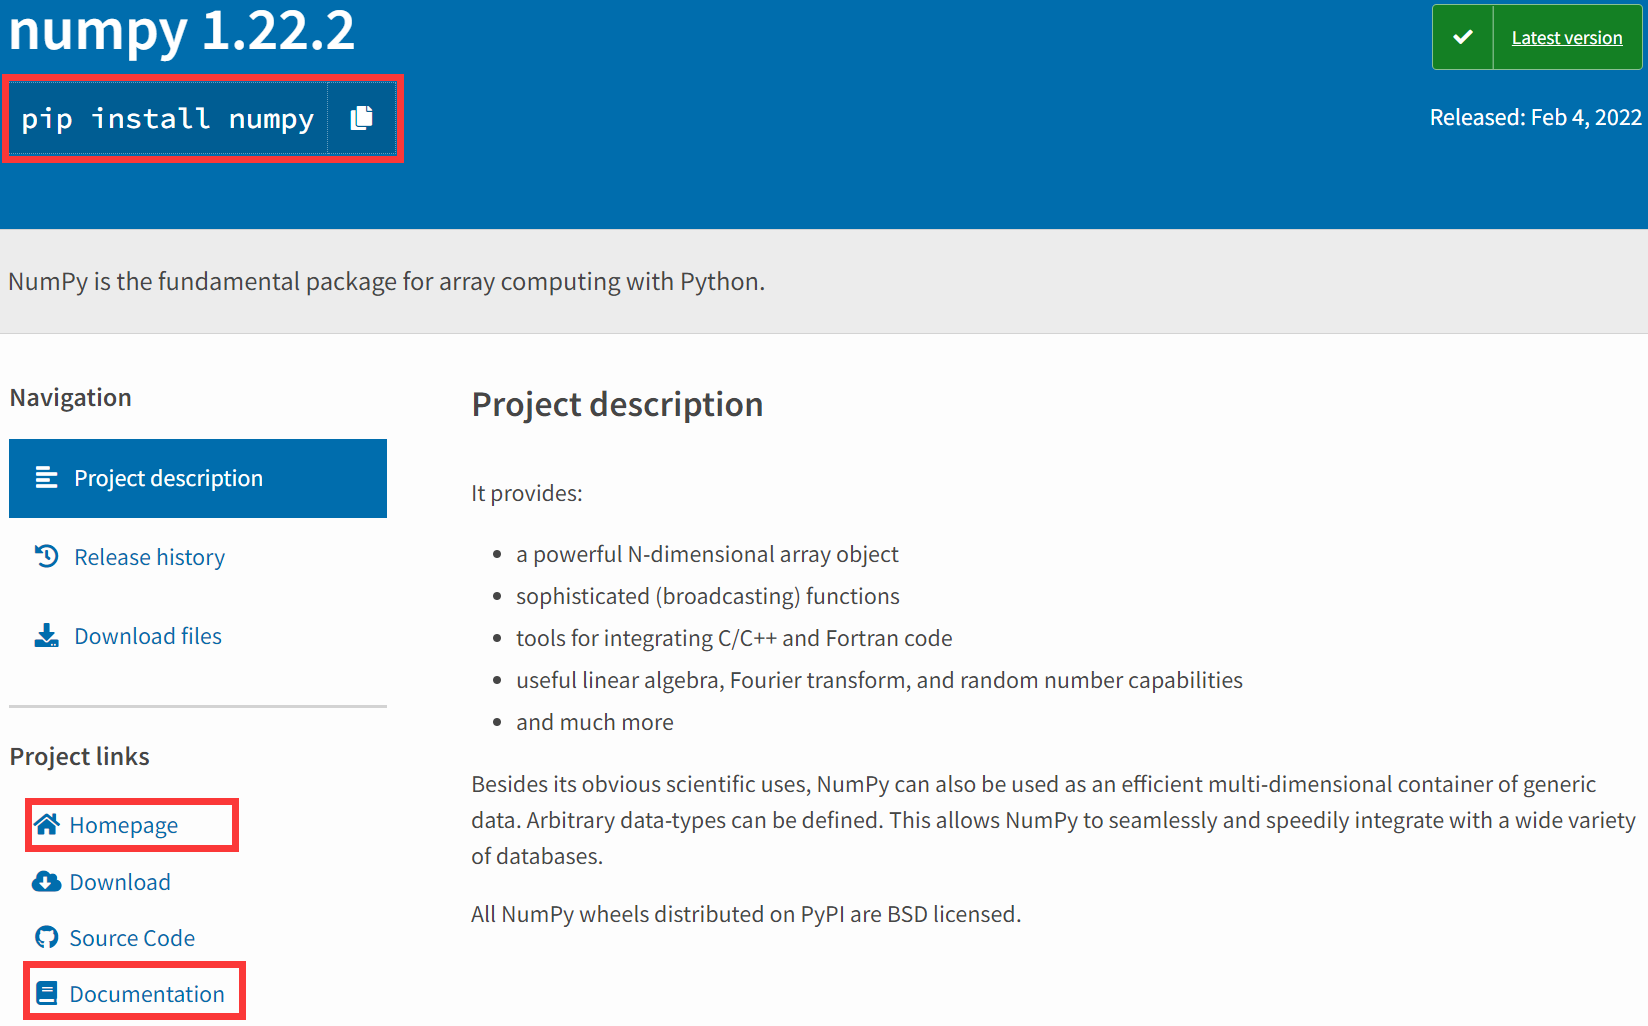 numpy 1.22.2
Latest version
pip install numpy
Released: Feb 4, 2022
NumPy is the fundamental package for array computing with Python.
Navigation
Project description
Release history
Download files
Project links
Homepage
Download
Source Code
Documentation
Project description
It provides:
• a powerful N-dimensional array object
• sophisticated (broadcasting) functions
• tools for integrating C/C++ and Fortran code
• useful linear algebra, Fourier transform, and random number capabilities
• and much more
Besides its obvious scientific uses, NumPy can also be used as an efficient multi-dimensional container of generic
data. Arbitrary data-types can be defined. This allows NumPy to seamlessly and speedily integrate with a wide variety
of databases.
All NumPy wheels distributed on PyPI are BSD licensed.